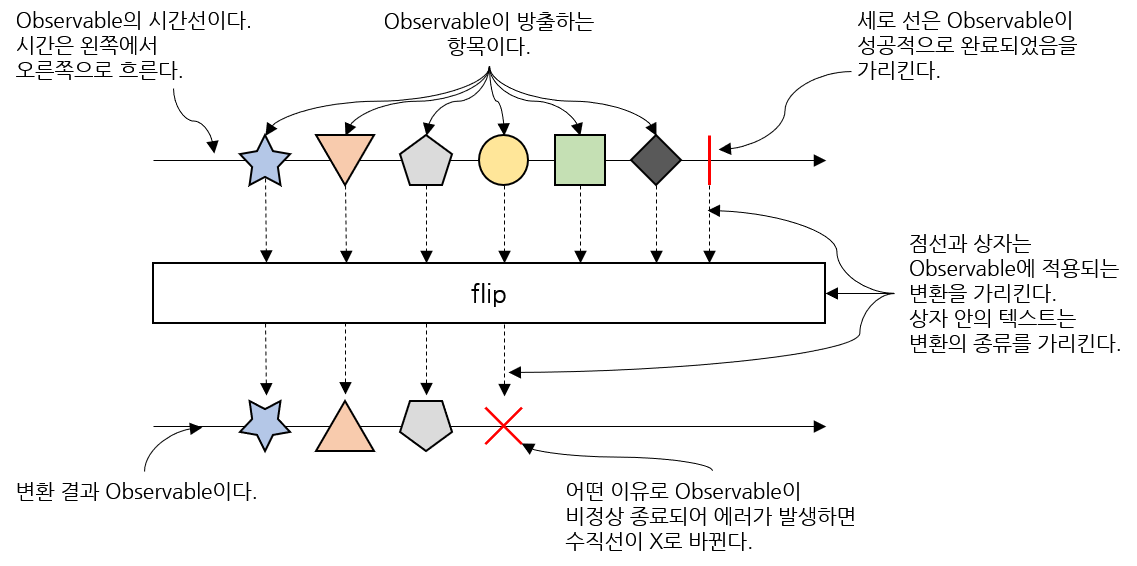 Observable의 시간선이다.
시간은 왼쪽에서
오른쪽으로 흐른다.
Observable이 방출하는
항목이다.
세로 선은 Observable이
성공적으로 완료되었음을
가리킨다.
flip
점선과 상자는
Observable에 적용되는
변환을 가리킨다.
상자 안의 텍스트는
변환의 종류를 가리킨다.
변환 결과 Observable이다.
어떤 이유로 Observable이
비정상 종료되어 에러가 발생하면
수직선이 X로 바뀐다.